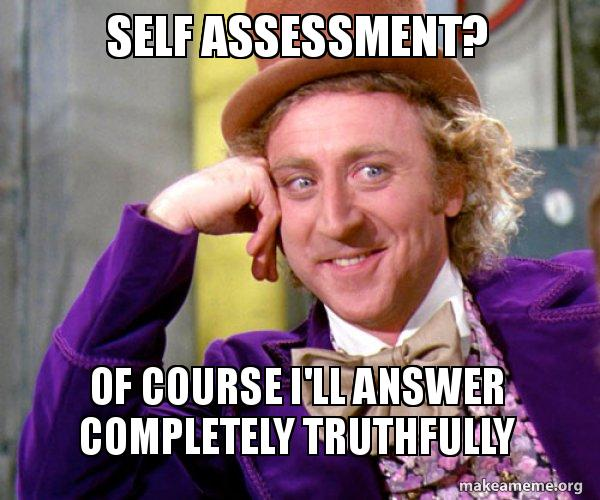 SELF ASSESSMENT?
OF COURSE I'LL ANSWER
COMPLETELY TRUTHFULLY
makeameme.org